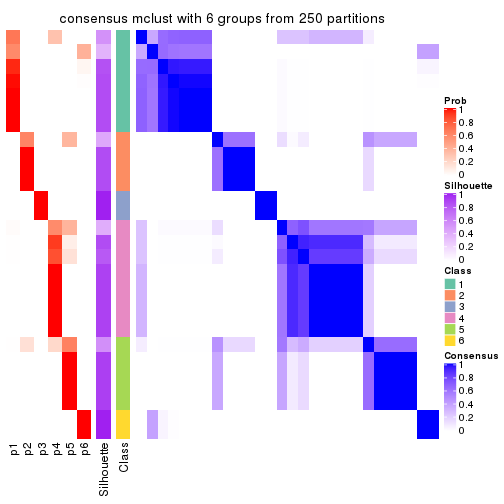 consensus mclust with 6 groups from 250 partitions
Prob
1
0.8
0.6
0.4
0.2
0
Silhouette
1
0.8
0.6
0.4
0.2
0
Class
1
2
3
4
5
6
Consensus
1
0.8
0.6
0.4
0.2
0
p1
p2
p3
p4
p5
p6
Silhouette
Class